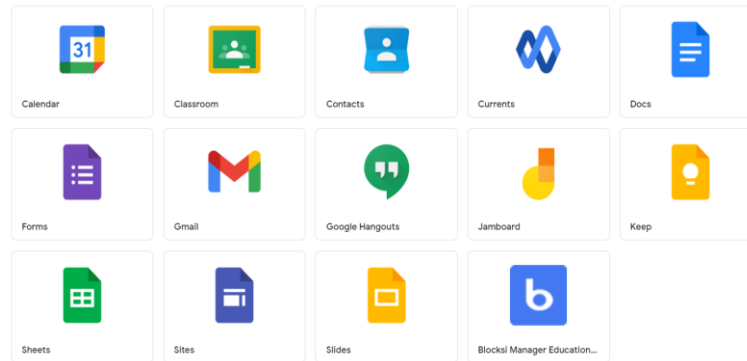 31
Calendar
Classroom
Contacts
Currents
Docs
Forms
Gmail
Google Hangouts
Jamboard
Keep
Sheets
Sites
Slides
b
Blocksi Manager Education...